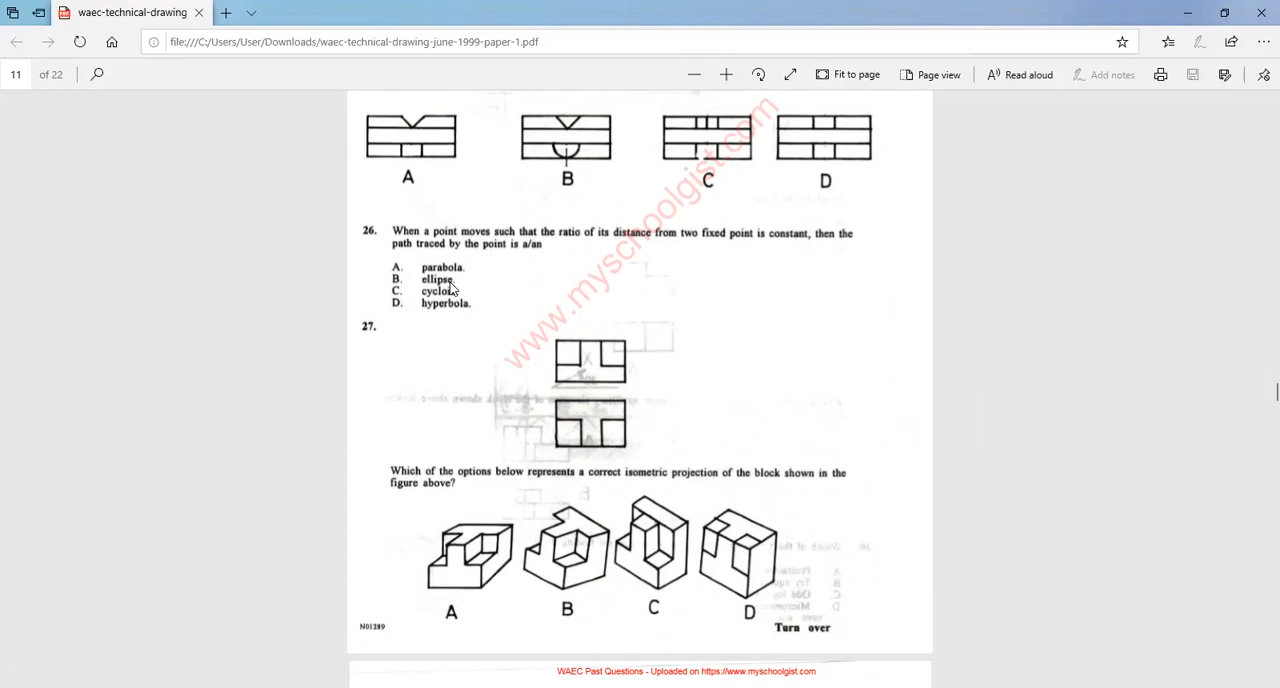 waec-technical-drawing
file:///C:/Users/User/Downloads/waec-technical-drawing-june-1999-paper-1.pdf
11 of 22
Fit to page
Page view
Read aloud
Add notes
A B C D
www.myschoolgist.com
26. When a point moves such that the ratio of its distance from two fixed point is constant, then the
path traced by the point is a/an
A. parabola.
B. ellipse.
C. cycloid.
D. hyperbola.
27.
Which of the options below represents a correct isometric projection of the block shown in the
figure above?
A B C D
N01289
Turn over
WAEC Past Questions - Uploaded on https://www.myschoolgist.com